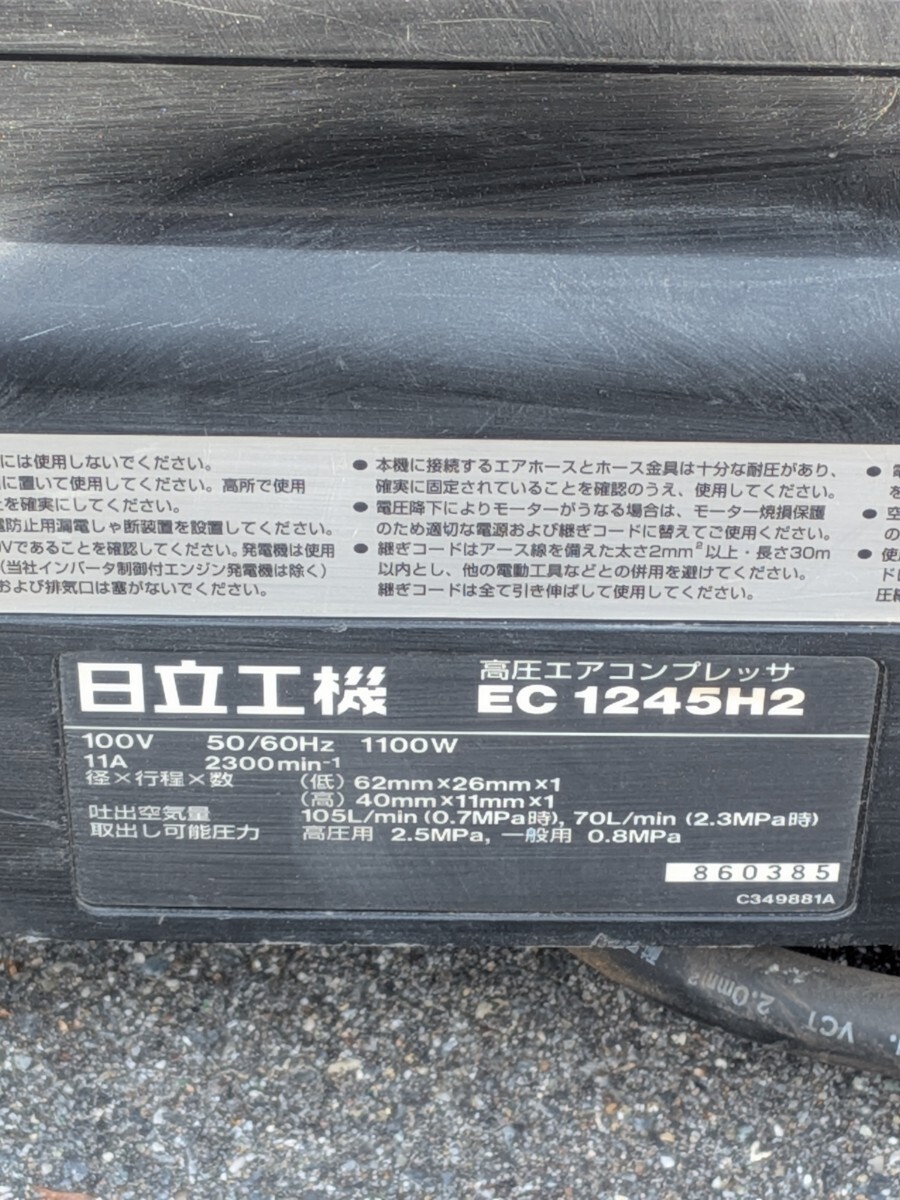 には使用しないでください。
に置いて使用してください。高所で使用
を確実にしてください。
防止用漏電しゃ断装置を設置してください。
Vであることを確認してください。発電機は使用
（当社インバータ制御付エンジン発電機は除く）
および排気口は塞がないでください。
● 本機に接続するエアホースとホース金具は十分な耐圧があり、
確実に固定されていることを確認のうえ、使用してください。
● 電圧降下によりモーターがうなる場合は、モーター焼損保護
のため適切な電源および継ぎコードに替えてご使用ください。
● 継ぎコードはアース線を備えた太さ2mm²以上・長さ30m
以内とし、他の電動工具などとの併用を避けてください。
継ぎコードは全て引き伸ばして使用してください。
● 電
を
● 空
の
● 使
ドに
圧縮
日立工機
高圧エアコンプレッサ
EC 1245H2
100V 50/60Hz 1100W
11A 2300min⁻¹
径×行程×数 （低）62mm×26mm×1
（高）40mm×11mm×1
吐出空気量 105L/min (0.7MPa時), 70L/min (2.3MPa時)
取出し可能圧力 高圧用 2.5MPa, 一般用 0.8MPa
860385
C349881A
VCT 2.0mm²